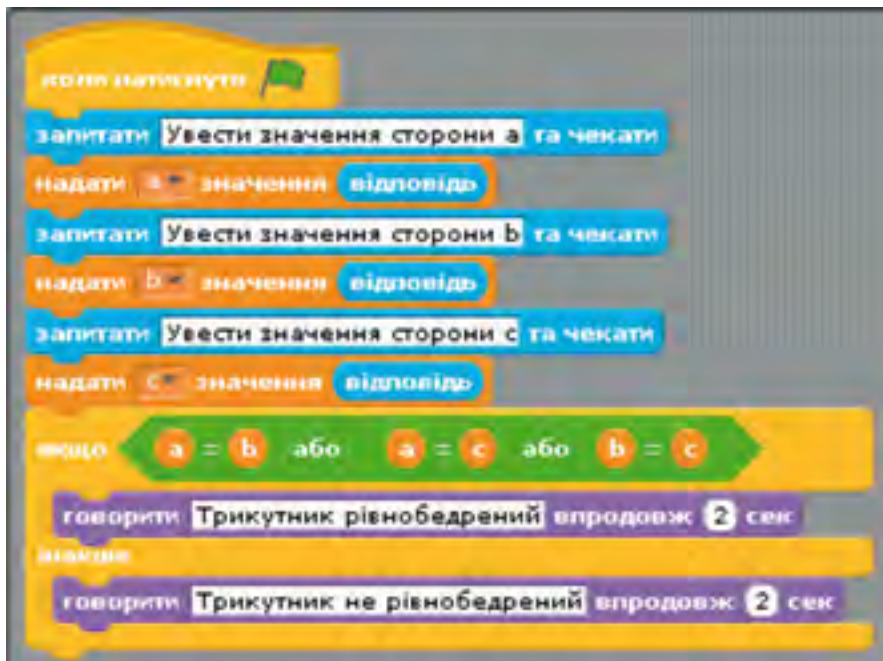 коли натиснуто
запитати Увести значення сторони a та чекати
надати a значення відповідь
запитати Увести значення сторони b та чекати
надати b значення відповідь
запитати Увести значення сторони c та чекати
надати c значення відповідь
якщо a = b або a = c або b = c
говорити Трикутник рівнобедрений впродовж 2 сек
інакше
говорити Трикутник не рівнобедрений впродовж 2 сек